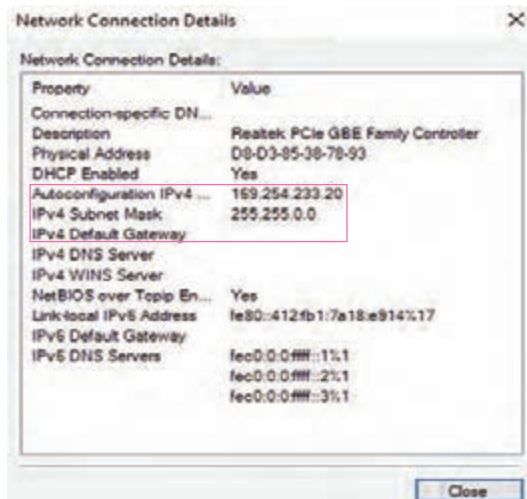 Network Connection Details
Network Connection Details:
Property Value
Connection-specific DN...
Description Realtek PCIe GBE Family Controller
Physical Address D8-D3-85-38-78-93
DHCP Enabled Yes
Autoconfiguration IPv4 ... 169.254.233.20
IPv4 Subnet Mask 255.255.0.0
IPv4 Default Gateway
IPv4 DNS Server
IPv4 WINS Server
NetBIOS over Tcpip En... Yes
Link-local IPv6 Address fe80::412f:b1:7a18:e914%17
IPv6 Default Gateway
IPv6 DNS Servers fec0:0:0:ffff::1%1
fec0:0:0:ffff::2%1
fec0:0:0:ffff::3%1
Close